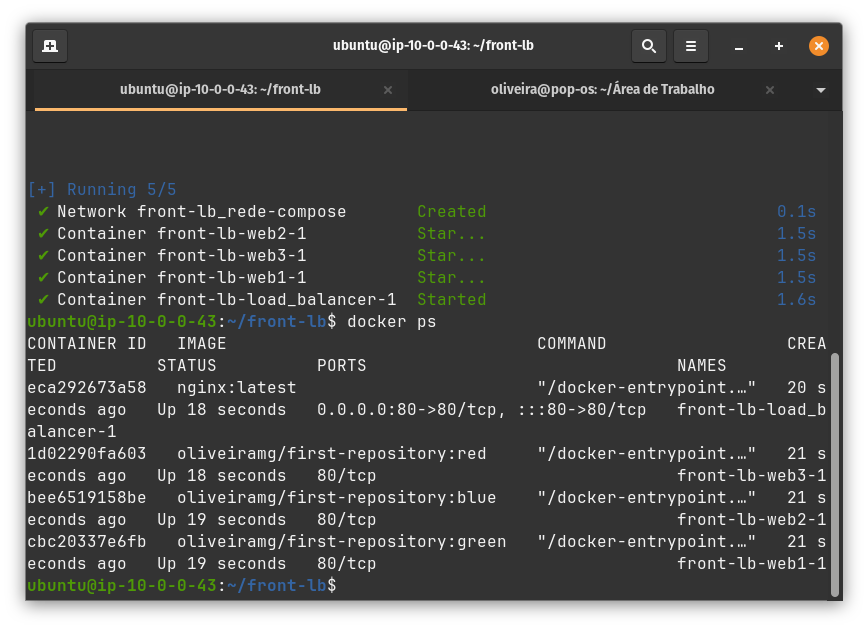 ubuntu@ip-10-0-0-43: ~/front-lb
ubuntu@ip-10-0-0-43: ~/front-lb oliveira@pop-os: ~/Área de Trabalho
[+] Running 5/5
✔ Network front-lb_rede-compose Created 0.1s
✔ Container front-lb-web2-1 Star... 1.5s
✔ Container front-lb-web3-1 Star... 1.5s
✔ Container front-lb-web1-1 Star... 1.5s
✔ Container front-lb-load_balancer-1 Started 1.6s
ubuntu@ip-10-0-0-43:~/front-lb$ docker ps
CONTAINER ID IMAGE COMMAND CREA
TED STATUS PORTS NAMES
eca292673a58 nginx:latest "/docker-entrypoint.…" 20 s
econds ago Up 18 seconds 0.0.0.0:80->80/tcp, :::80->80/tcp front-lb-load_b
alancer-1
1d02290fa603 oliveiramg/first-repository:red "/docker-entrypoint.…" 21 s
econds ago Up 18 seconds 80/tcp front-lb-web3-1
bee6519158be oliveiramg/first-repository:blue "/docker-entrypoint.…" 21 s
econds ago Up 19 seconds 80/tcp front-lb-web2-1
cbc20337e6fb oliveiramg/first-repository:green "/docker-entrypoint.…" 21 s
econds ago Up 19 seconds 80/tcp front-lb-web1-1
ubuntu@ip-10-0-0-43:~/front-lb$